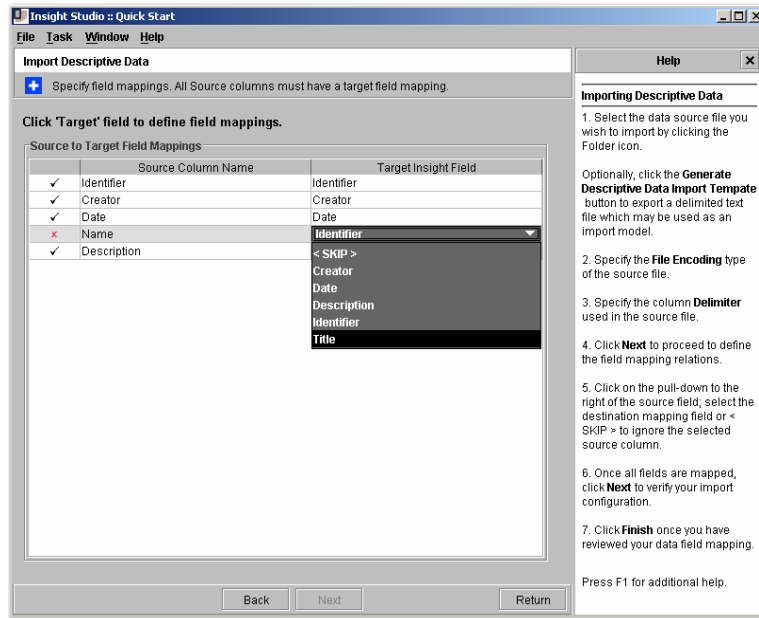 Insight Studio :: Quick Start
File Task Window Help
Import Descriptive Data
Specify field mappings. All Source columns must have a target field mapping.
Click 'Target' field to define field mappings.
Source to Target Field Mappings
Source Column Name Target Insight Field
Identifier Identifier
Creator Creator
Date Date
Name Identifier
Description
< SKIP >
Creator
Date
Description
Identifier
Title
Back Next Return
Help
Importing Descriptive Data
1. Select the data source file you
wish to import by clicking the
Folder icon.
Optionally, click the Generate
Descriptive Data Import Tempate
button to export a delimited text
file which may be used as an
import model.
2. Specify the File Encoding type
of the source file.
3. Specify the column Delimiter
used in the source file.
4. Click Next to proceed to define
the field mapping relations.
5. Click on the pull-down to the
right of the source field; select the
destination mapping field or <
SKIP > to ignore the selected
source column.
6. Once all fields are mapped,
click Next to verify your import
configuration.
7. Click Finish once you have
reviewed your data field mapping.
Press F1 for additional help.